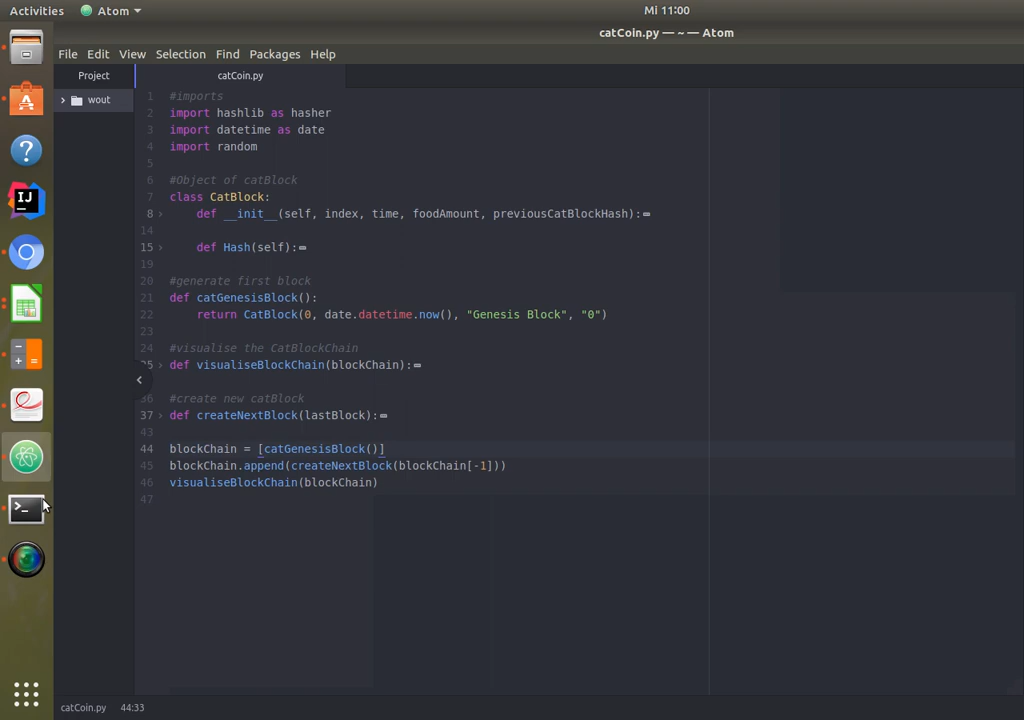 Activities Atom Mi 11:00
catCoin.py — ~ — Atom
File Edit View Selection Find Packages Help
Project catCoin.py
wout
1 #imports
2 import hashlib as hasher
3 import datetime as date
4 import random
5
6 #Object of catBlock
7 class CatBlock:
8 def __init__(self, index, time, foodAmount, previousCatBlockHash):
14
15 def Hash(self):
19
20 #generate first block
21 def catGenesisBlock():
22 return CatBlock(0, date.datetime.now(), "Genesis Block", "0")
23
24 #visualise the CatBlockChain
25 def visualiseBlockChain(blockChain):
36 #create new catBlock
37 def createNextBlock(lastBlock):
43
44 blockChain = [catGenesisBlock()]
45 blockChain.append(createNextBlock(blockChain[-1]))
46 visualiseBlockChain(blockChain)
47
catCoin.py 44:33